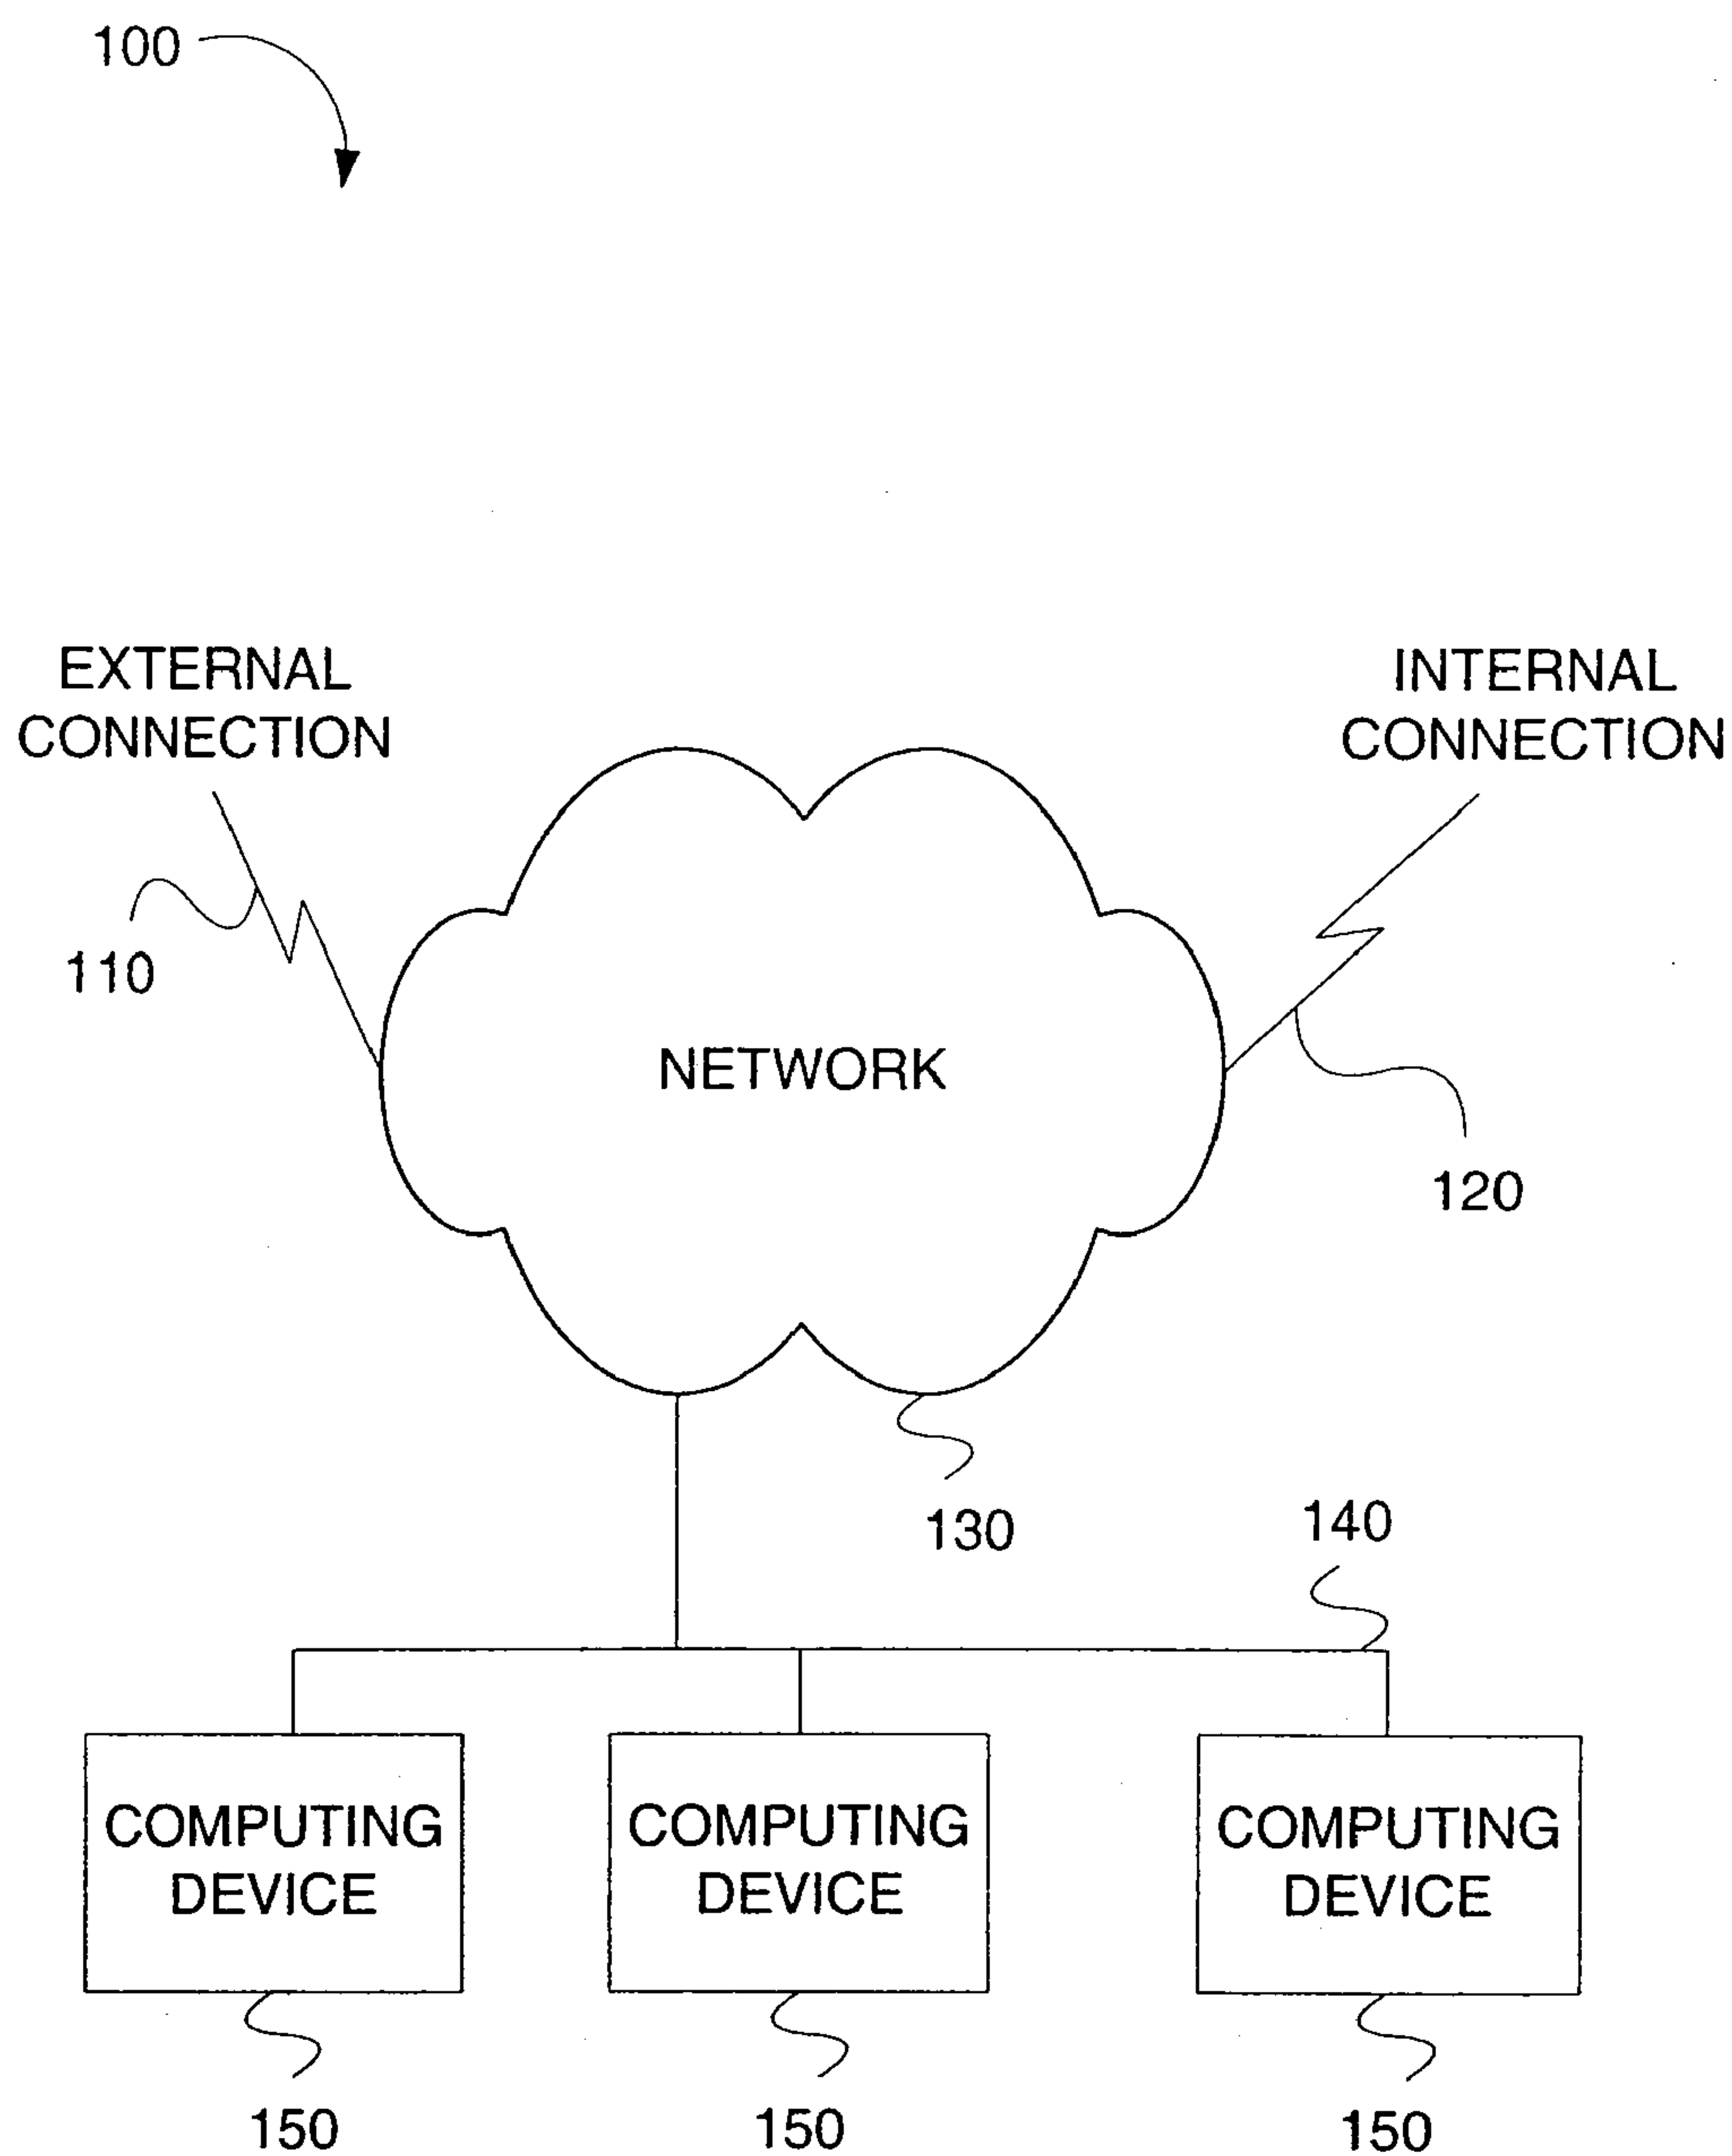 100
EXTERNAL
CONNECTION
INTERNAL
CONNECTION
110
NETWORK
120
130
140
COMPUTING
DEVICE
COMPUTING
DEVICE
COMPUTING
DEVICE
150
150
150